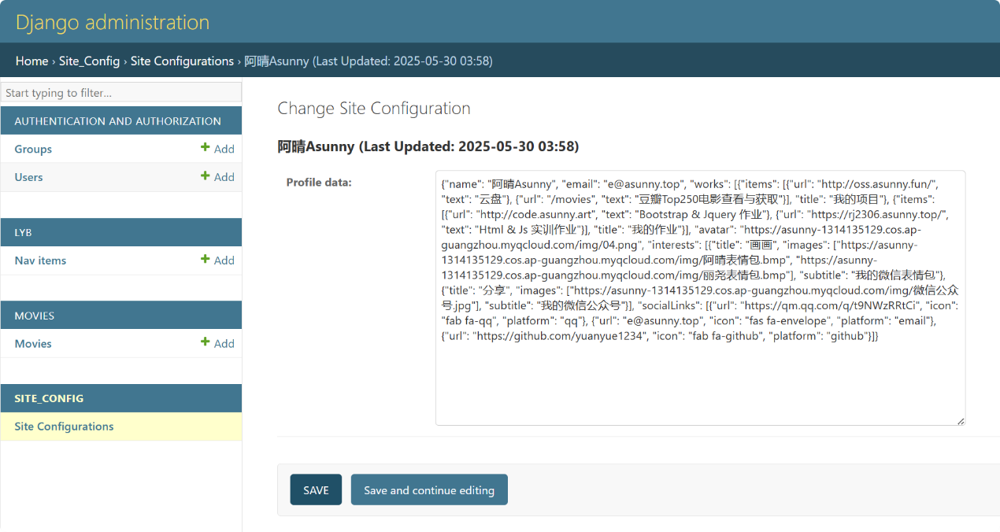 Django administration
Home › Site_Config › Site Configurations › 阿晴Asunny (Last Updated: 2025-05-30 03:58)
Start typing to filter...
AUTHENTICATION AND AUTHORIZATION
Groups + Add
Users + Add
LYB
Nav items + Add
MOVIES
Movies + Add
SITE_CONFIG
Site Configurations
Change Site Configuration
阿晴Asunny (Last Updated: 2025-05-30 03:58)
Profile data:
{"name": "阿晴Asunny", "email": "e@asunny.top", "works": [{"items": [{"url": "http://oss.asunny.fun/",
"text": "云盘"}, {"url": "/movies", "text": "豆瓣Top250电影查看与获取"}], "title": "我的项目"}, {"items":
[{"url": "http://code.asunny.art", "text": "Bootstrap & Jquery 作业"}, {"url": "https://rj2306.asunny.top/",
"text": "Html & Js 实训作业"}], "title": "我的作业"}], "avatar": "https://asunny-1314135129.cos.ap-
guangzhou.myqcloud.com/img/04.png", "interests": [{"title": "画画", "images": ["https://asunny-
1314135129.cos.ap-guangzhou.myqcloud.com/img/阿晴表情包.bmp", "https://asunny-
1314135129.cos.ap-guangzhou.myqcloud.com/img/丽尧表情包.bmp"], "subtitle": "我的微信表情包"},
{"title": "分享", "images": ["https://asunny-1314135129.cos.ap-guangzhou.myqcloud.com/img/微信公众
号.jpg"], "subtitle": "我的微信公众号"}], "socialLinks": [{"url": "https://qm.qq.com/q/t9NWzRRtCi", "icon":
"fab fa-qq", "platform": "qq"}, {"url": "e@asunny.top", "icon": "fas fa-envelope", "platform": "email"},
{"url": "https://github.com/yuanyue1234", "icon": "fab fa-github", "platform": "github"}]}
SAVE
Save and continue editing